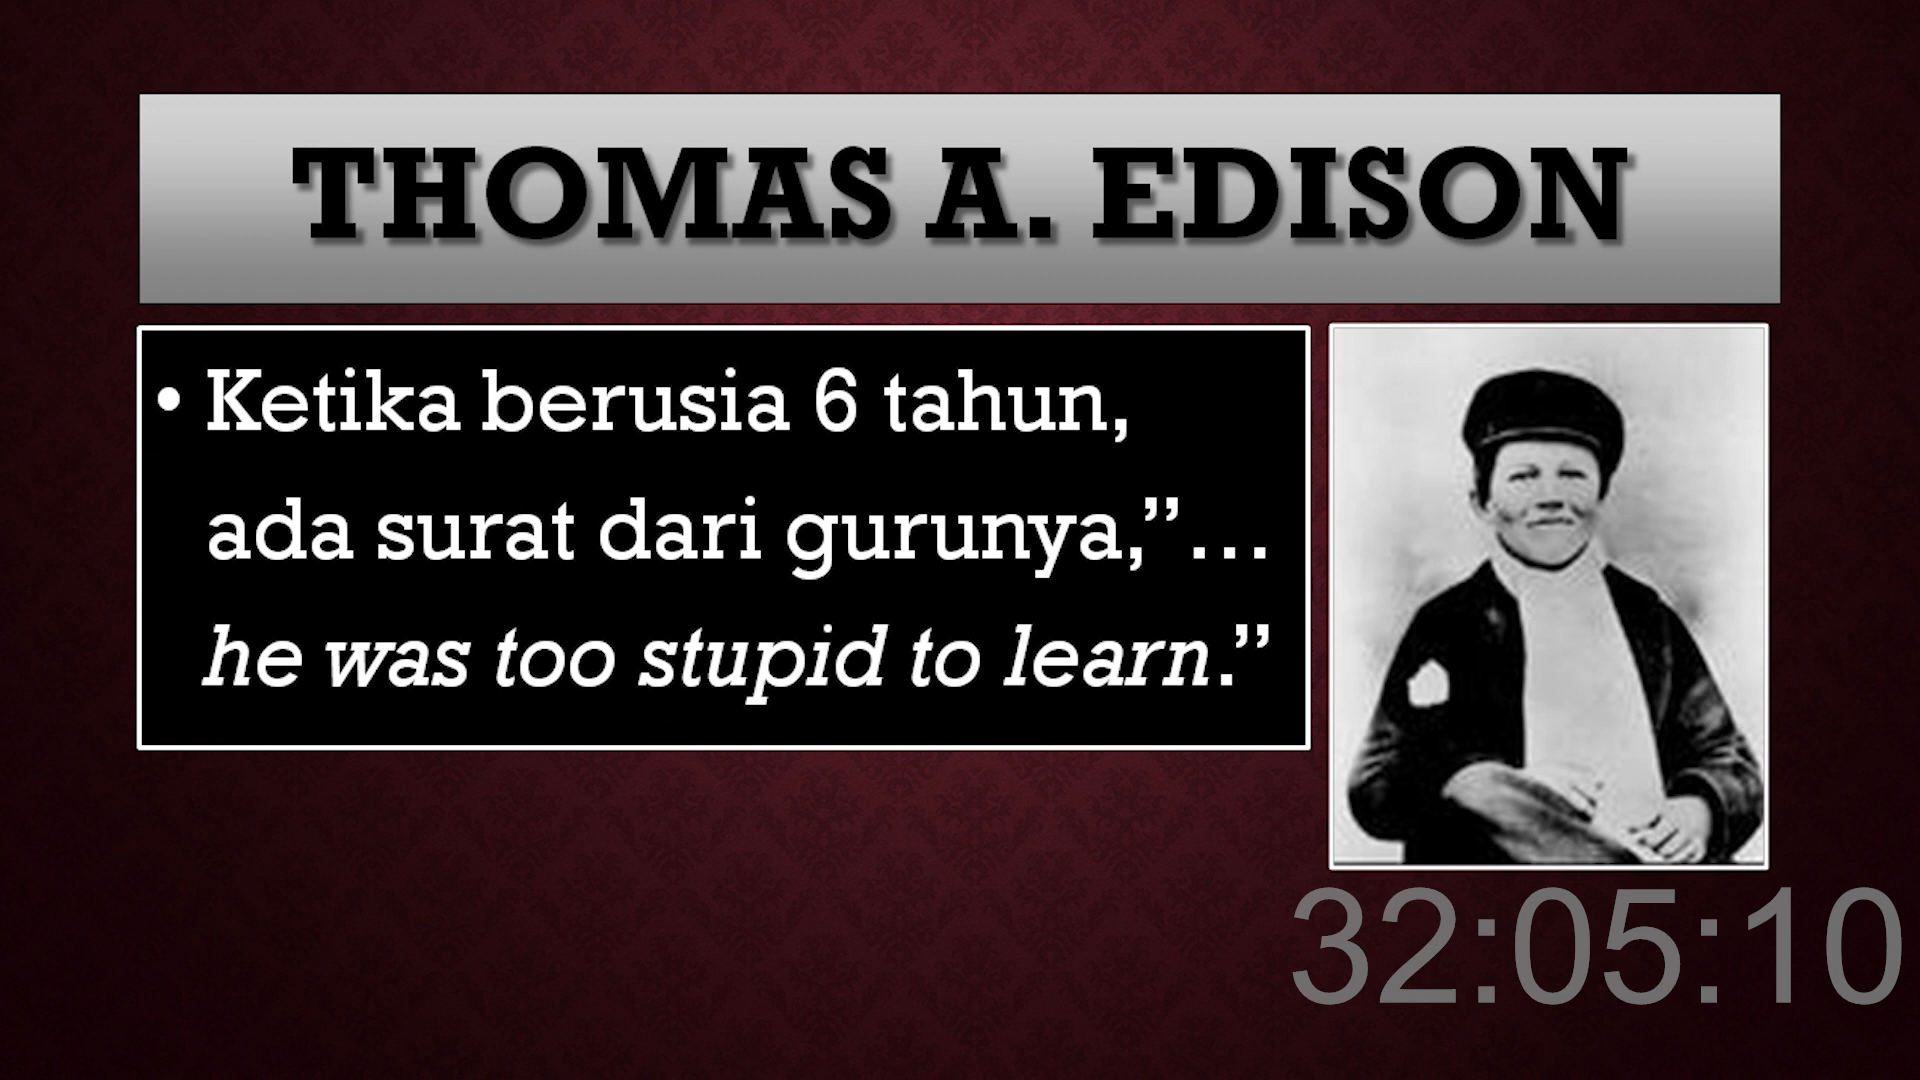 THOMAS A. EDISON
• Ketika berusia 6 tahun,
ada surat dari gurunya,”…
he was too stupid to learn.”
32:05:10